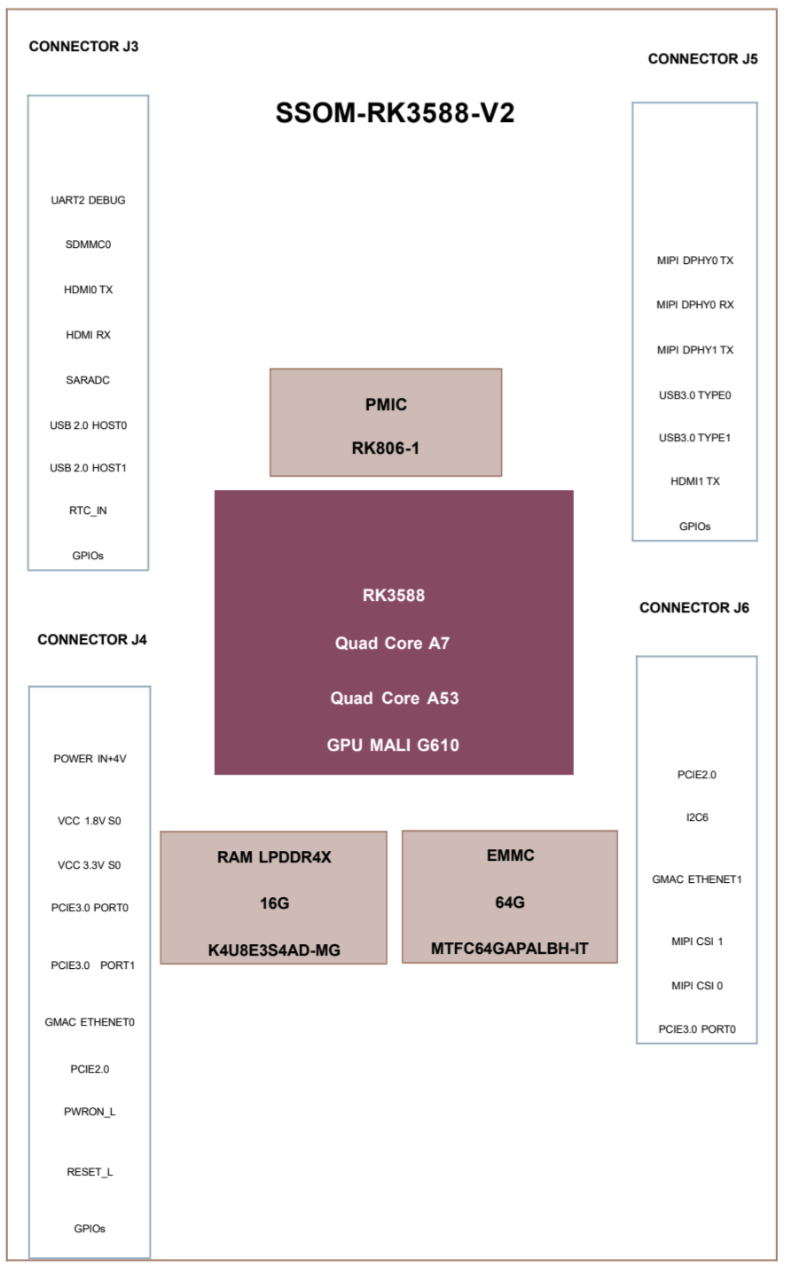 CONNECTOR J3
UART2 DEBUG
SDMMC0
HDMI0 TX
HDMI RX
SARADC
USB 2.0 HOST0
USB 2.0 HOST1
RTC_IN
GPIOs
CONNECTOR J4
POWER IN+4V
VCC 1.8V S0
VCC 3.3V S0
PCIE3.0 PORT0
PCIE3.0 PORT1
GMAC ETHENET0
PCIE2.0
PWRON_L
RESET_L
GPIOs
SSOM-RK3588-V2
PMIC
RK806-1
RK3588
Quad Core A7
Quad Core A53
GPU MALI G610
RAM LPDDR4X
16G
K4U8E3S4AD-MG
EMMC
64G
MTFC64GAPALBH-IT
CONNECTOR J5
MIPI DPHY0 TX
MIPI DPHY0 RX
MIPI DPHY1 TX
USB3.0 TYPE0
USB3.0 TYPE1
HDMI1 TX
GPIOs
CONNECTOR J6
PCIE2.0
I2C6
GMAC ETHENET1
MIPI CSI 1
MIPI CSI 0
PCIE3.0 PORT0